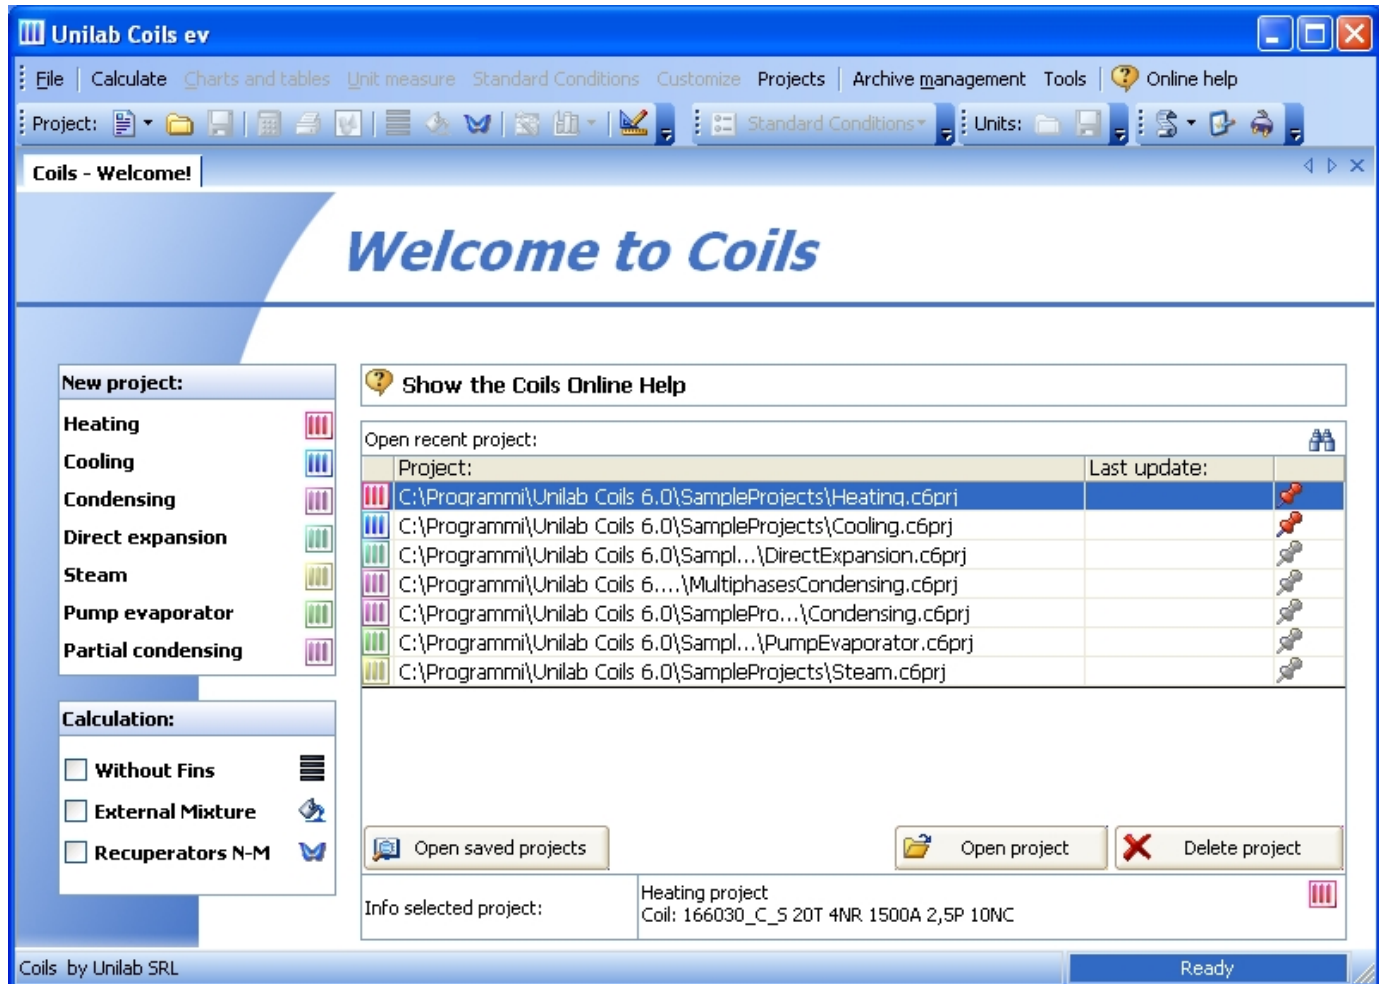 Unilab Coils ev
File Calculate Charts and tables Unit measure Standard Conditions Customize Projects Archive management Tools Online help
Project: Standard Conditions Units:
Coils - Welcome!
Welcome to Coils
New project:
Heating
Cooling
Condensing
Direct expansion
Steam
Pump evaporator
Partial condensing
Calculation:
Without Fins
External Mixture
Recuperators N-M
Show the Coils Online Help
Open recent project:
Project: Last update:
C:\Programmi\Unilab Coils 6.0\SampleProjects\Heating.c6prj
C:\Programmi\Unilab Coils 6.0\SampleProjects\Cooling.c6prj
C:\Programmi\Unilab Coils 6.0\Sampl...\DirectExpansion.c6prj
C:\Programmi\Unilab Coils 6....\MultiphasesCondensing.c6prj
C:\Programmi\Unilab Coils 6.0\SamplePro...\Condensing.c6prj
C:\Programmi\Unilab Coils 6.0\Sampl...\PumpEvaporator.c6prj
C:\Programmi\Unilab Coils 6.0\SampleProjects\Steam.c6prj
Open saved projects Open project Delete project
Info selected project:
Heating project
Coil: 166030_C_S 20T 4NR 1500A 2,5P 10NC
Coils by Unilab SRL Ready